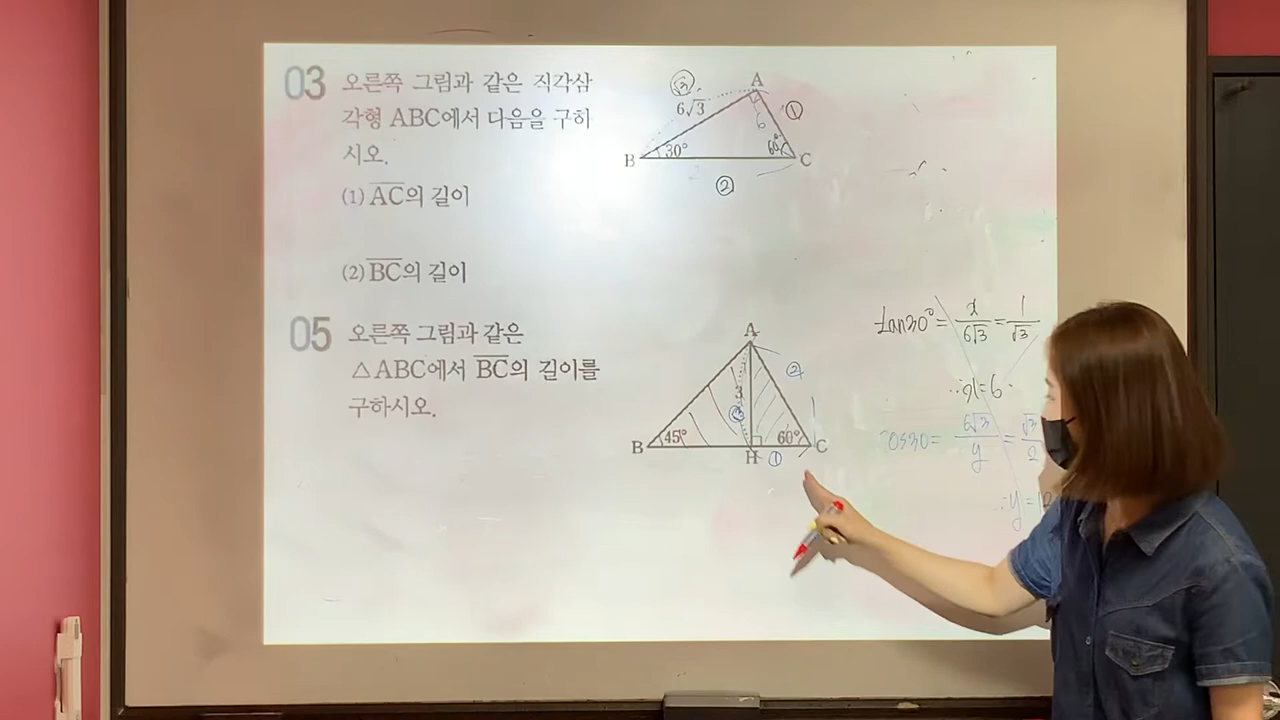 03 오른쪽 그림과 같은 직각삼
각형 ABC에서 다음을 구하
시오.
(1) AC의 길이
(2) BC의 길이
A
③
6√3
①
6
B
30°
60°
C
②
05 오른쪽 그림과 같은
△ABC에서 BC의 길이를
구하시오.
A
②
3
B
45°
60°
C
H
①
tan30° = x/6√3 = 1/√3
∴ x = 6
cos30 = 6√3/y = √3/2
∴ y =